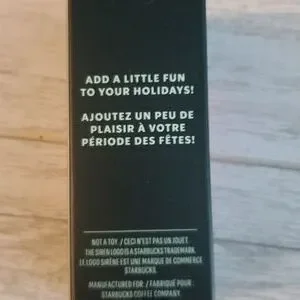 ADD A LITTLE FUN
TO YOUR HOLIDAYS!
AJOUTEZ UN PEU DE
PLAISIR À VOTRE
PÉRIODE DES FÊTES!
NOT A TOY. / CECI N'EST PAS UN JOUET.
THE SIREN LOGO IS A STARBUCKS TRADEMARK.
LE LOGO SIRÈNE EST UNE MARQUE DE COMMERCE
STARBUCKS.
MANUFACTURED FOR: / FABRIQUÉ POUR :
STARBUCKS COFFEE COMPANY,